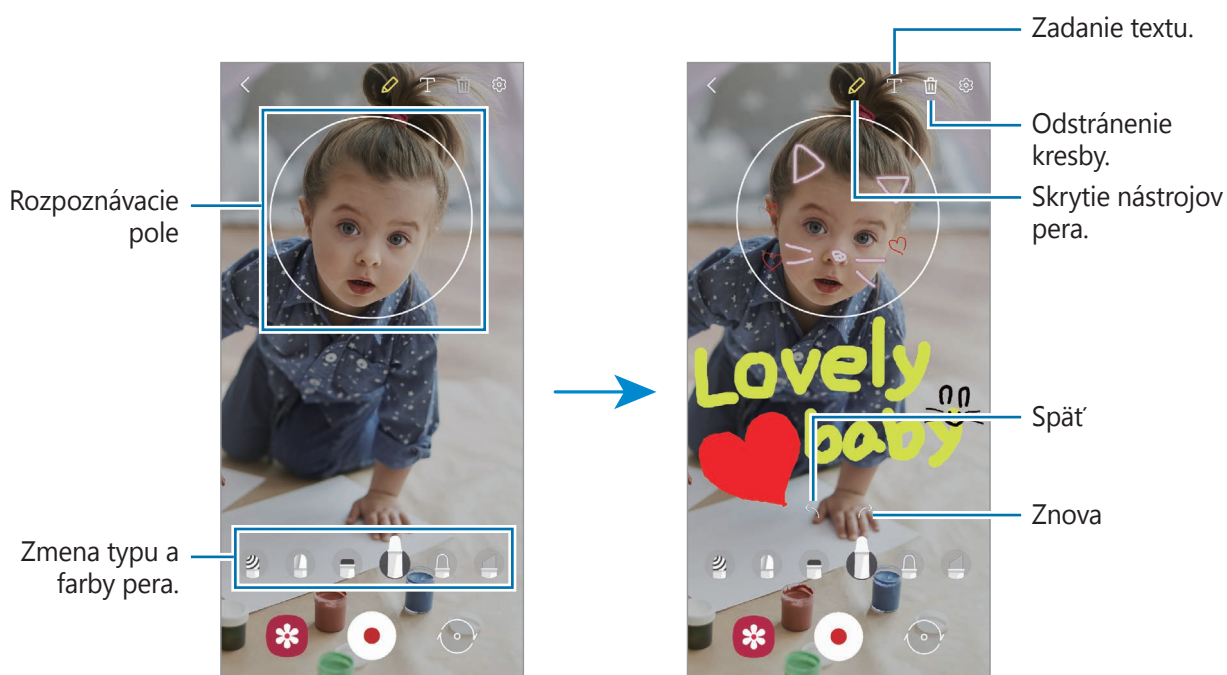 Zadanie textu.
Odstránenie
kresby.
Rozpoznávacie
pole
Skrytie nástrojov
pera.
T
T
Lovely
baby
Späť
Znova
Zmena typu a
farby pera.